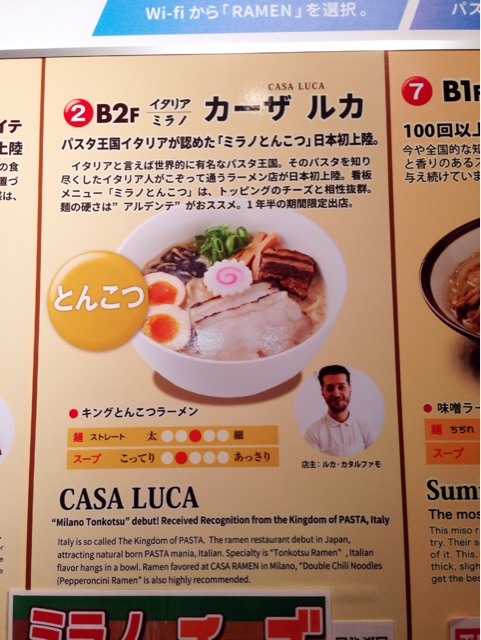 Wi-fiから「RAMEN」を選択。
パス
CASA LUCA
2 B2F イタリア ミラノ カーザ ルカ
パスタ王国イタリアが認めた「ミラノとんこつ」日本初上陸。
イタリアと言えば世界的に有名なパスタ王国。そのパスタを知り
尽くしたイタリア人がこぞって通うラーメン店が日本初上陸。看板
メニュー「ミラノとんこつ」は、トッピングのチーズと相性抜群。
麺の硬さは”アルデンテ”がおススメ。1年半の期間限定出店。
とんこつ
●キングとんこつラーメン
麺 ストレート 太 細
スープ こってり あっさり
店主：ルカ・カタルファモ
CASA LUCA
“Milano Tonkotsu” debut! Received Recognition from the Kingdom of PASTA, Italy
Italy is so called The Kingdom of PASTA. The ramen restaurant debut in Japan,
attracting natural born PASTA mania, Italian. Specialty is “Tonkotsu Ramen” , Italian
flavor hangs in a bowl. Ramen favored at CASA RAMEN in Milano, “Double Chili Noodles
(Pepperoncini Ramen” is also highly recommended.
ミラノ
7 B1F
100回以上
今や全国的な知
と香りのあるス
与え続けていま
●味噌ラー
麺 ちぢれ
スープ
Sumi
The mos
This miso r
try. Their s
of it. This,
thick, sligh
get the bes